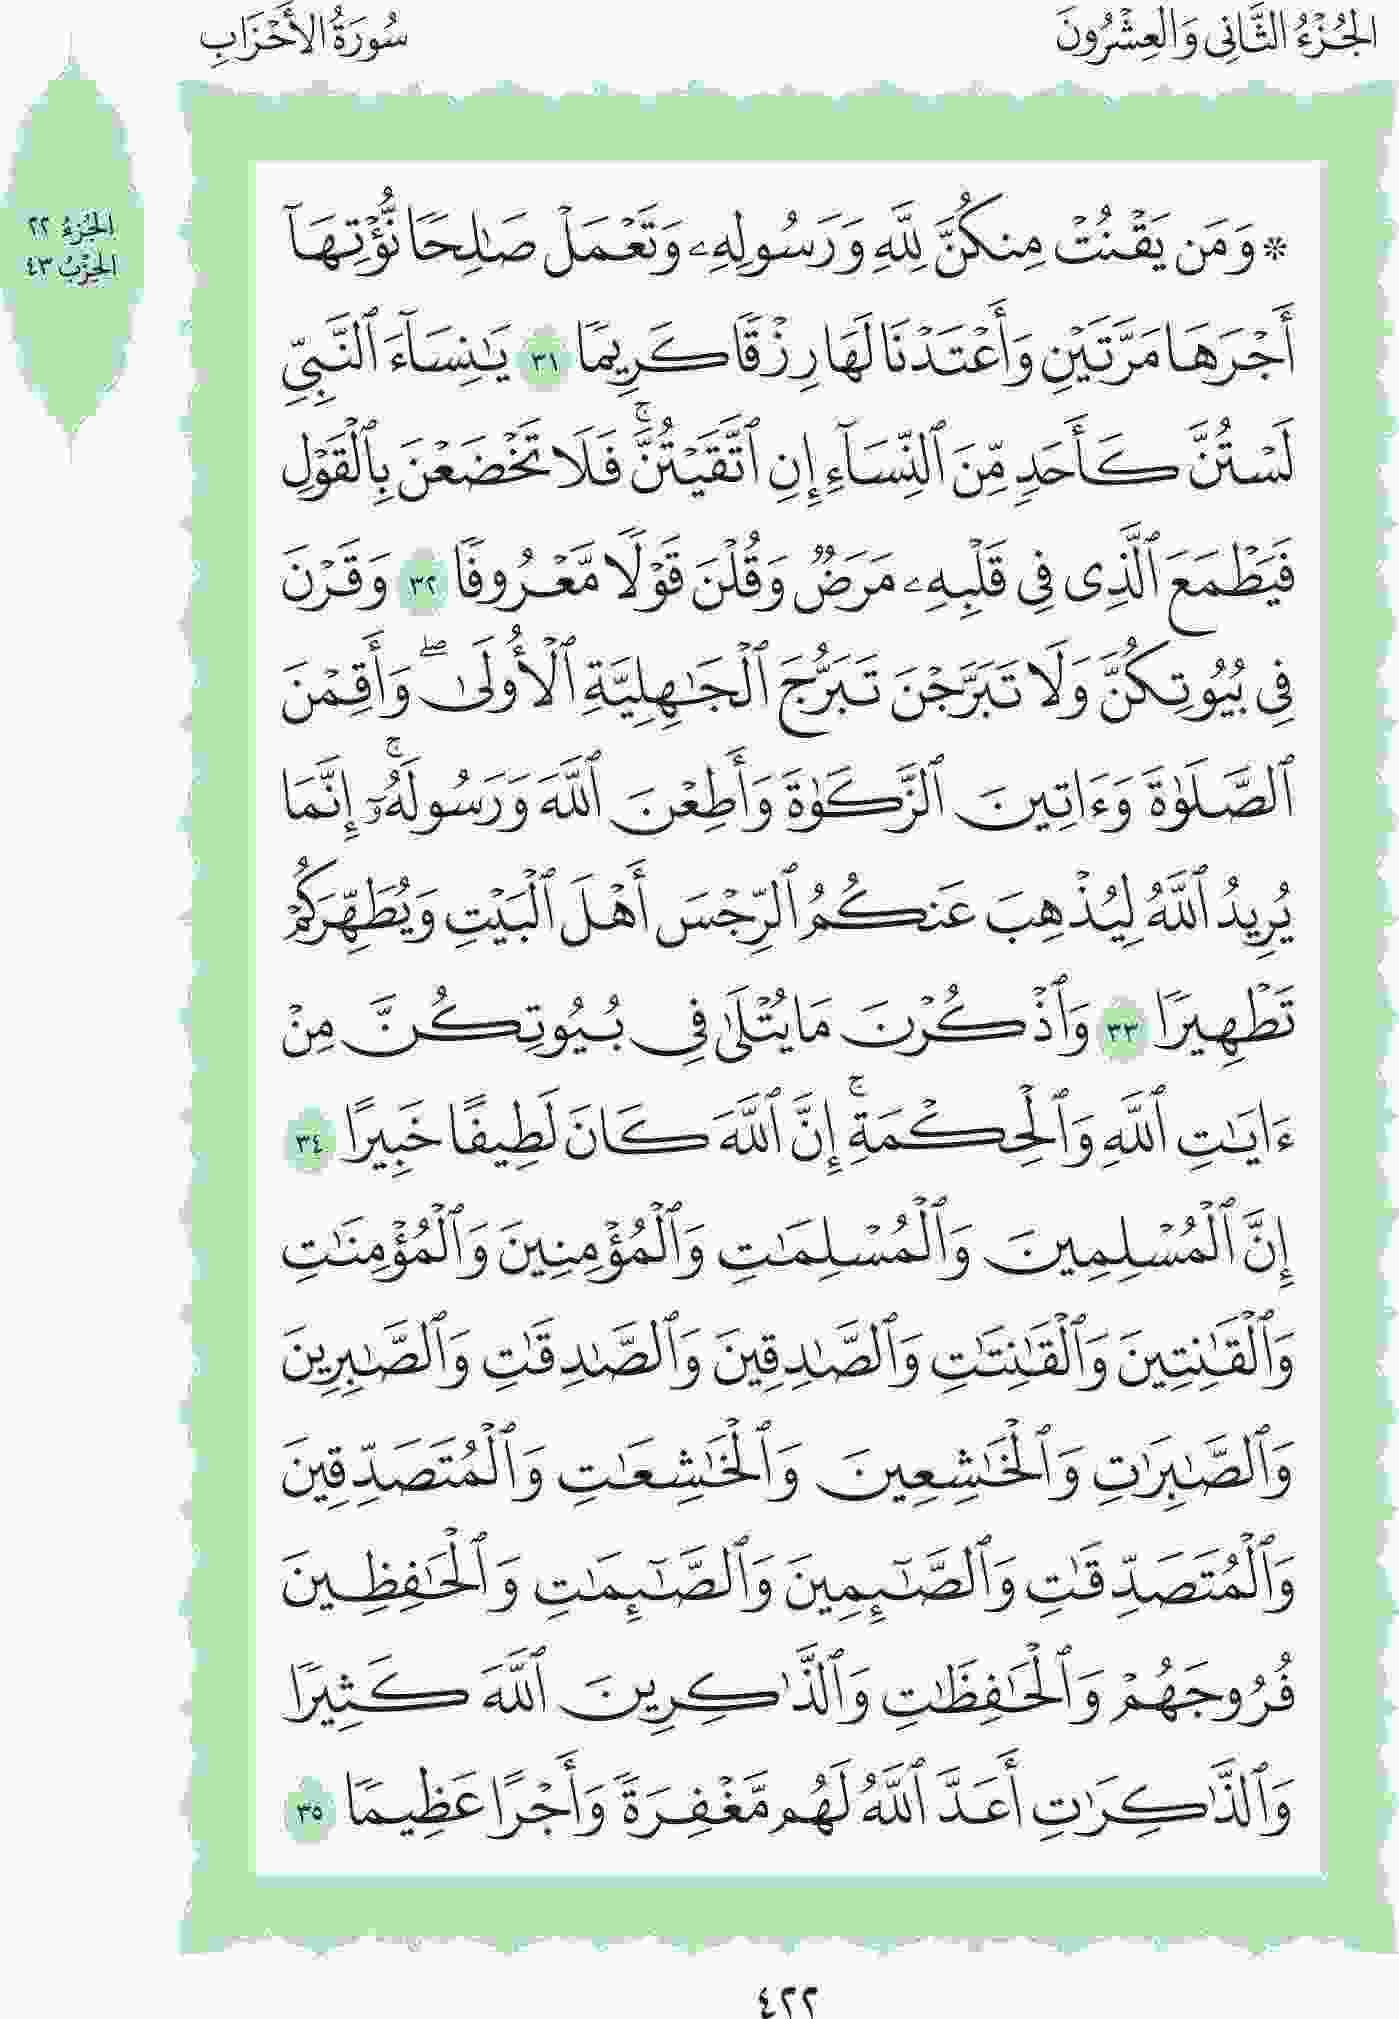 الجُزْءُ الثَّانِي وَالعِشْرُونَ
سُورَةُ الأَحْزَابِ
الجُزءُ ٢٢
الحِزْبُ ٤٣
۞ وَمَن يَقْنُتْ مِنكُنَّ لِلَّهِ وَرَسُولِهِۦ وَتَعْمَلْ صَٰلِحًا نُّؤْتِهَآ
أَجْرَهَا مَرَّتَيْنِ وَأَعْتَدْنَا لَهَا رِزْقًا كَرِيمًا ٣١ يَٰنِسَآءَ ٱلنَّبِيِّ
لَسْتُنَّ كَأَحَدٍ مِّنَ ٱلنِّسَآءِ إِنِ ٱتَّقَيْتُنَّۚ فَلَا تَخْضَعْنَ بِٱلْقَوْلِ
فَيَطْمَعَ ٱلَّذِى فِى قَلْبِهِۦ مَرَضٌ وَقُلْنَ قَوْلًا مَّعْرُوفًا ٣٢ وَقَرْنَ
فِى بُيُوتِكُنَّ وَلَا تَبَرَّجْنَ تَبَرُّجَ ٱلْجَٰهِلِيَّةِ ٱلْأُولَىٰۖ وَأَقِمْنَ
ٱلصَّلَوٰةَ وَءَاتِينَ ٱلزَّكَوٰةَ وَأَطِعْنَ ٱللَّهَ وَرَسُولَهُۥٓۚ إِنَّمَا
يُرِيدُ ٱللَّهُ لِيُذْهِبَ عَنكُمُ ٱلرِّجْسَ أَهْلَ ٱلْبَيْتِ وَيُطَهِّرَكُمْ
تَطْهِيرًا ٣٣ وَٱذْكُرْنَ مَا يُتْلَىٰ فِى بُيُوتِكُنَّ مِنْ
ءَايَٰتِ ٱللَّهِ وَٱلْحِكْمَةِۚ إِنَّ ٱللَّهَ كَانَ لَطِيفًا خَبِيرًا ٣٤
إِنَّ ٱلْمُسْلِمِينَ وَٱلْمُسْلِمَٰتِ وَٱلْمُؤْمِنِينَ وَٱلْمُؤْمِنَٰتِ
وَٱلْقَٰنِتِينَ وَٱلْقَٰنِتَٰتِ وَٱلصَّٰدِقِينَ وَٱلصَّٰدِقَٰتِ وَٱلصَّٰبِرِينَ
وَٱلصَّٰبِرَٰتِ وَٱلْخَٰشِعِينَ وَٱلْخَٰشِعَٰتِ وَٱلْمُتَصَدِّقِينَ
وَٱلْمُتَصَدِّقَٰتِ وَٱلصَّٰٓئِمِينَ وَٱلصَّٰٓئِمَٰتِ وَٱلْحَٰفِظِينَ
فُرُوجَهُمْ وَٱلْحَٰفِظَٰتِ وَٱلذَّٰكِرِينَ ٱللَّهَ كَثِيرًا
وَٱلذَّٰكِرَٰتِ أَعَدَّ ٱللَّهُ لَهُم مَّغْفِرَةً وَأَجْرًا عَظِيمًا ٣٥
٤٢٢